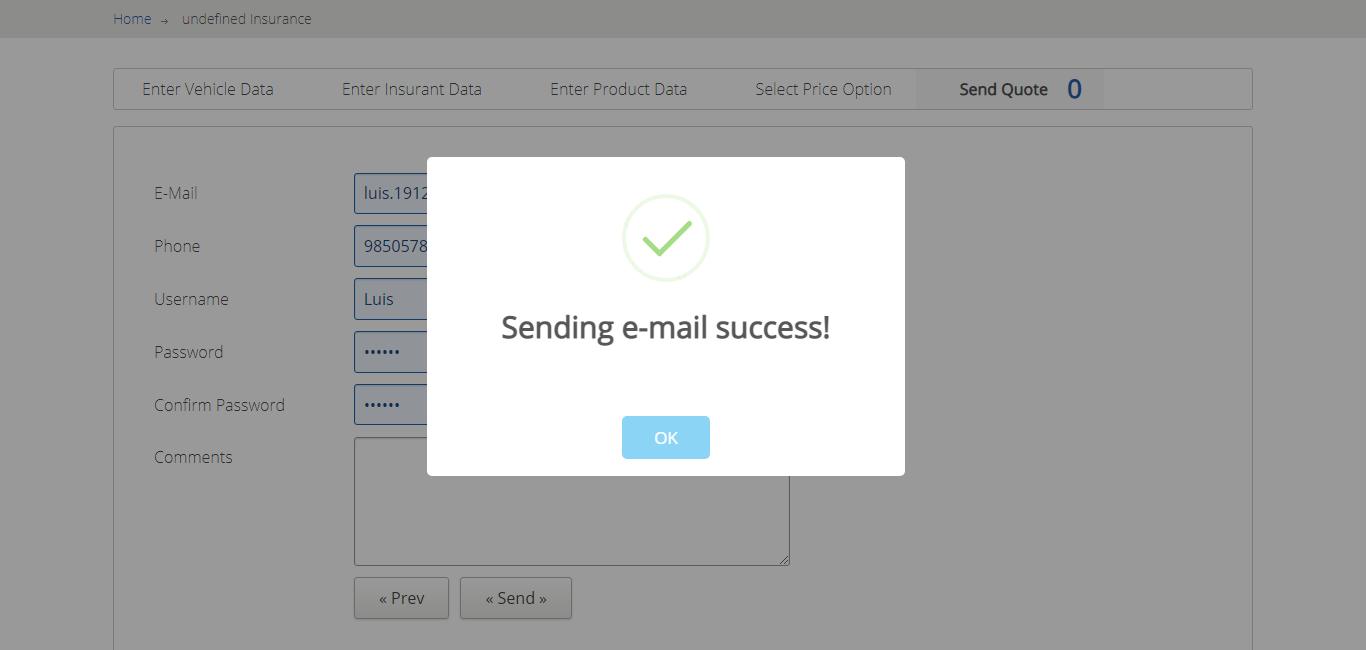 Home → undefined Insurance
Enter Vehicle Data Enter Insurant Data Enter Product Data Select Price Option Send Quote 0
E-Mail luis.1912
Phone 9850578
Username Luis
Password ••••••
Confirm Password ••••••
Comments
Sending e-mail success!
OK
« Prev « Send »